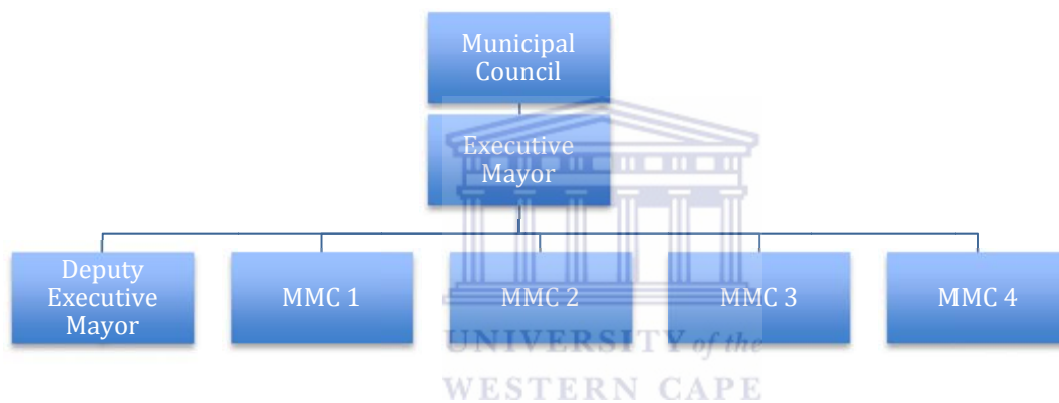 Municipal
Council
Executive
Mayor
Deputy
Executive
Mayor
MMC 1
MMC 2
MMC 3
MMC 4
UNIVERSITY of the
WESTERN CAPE